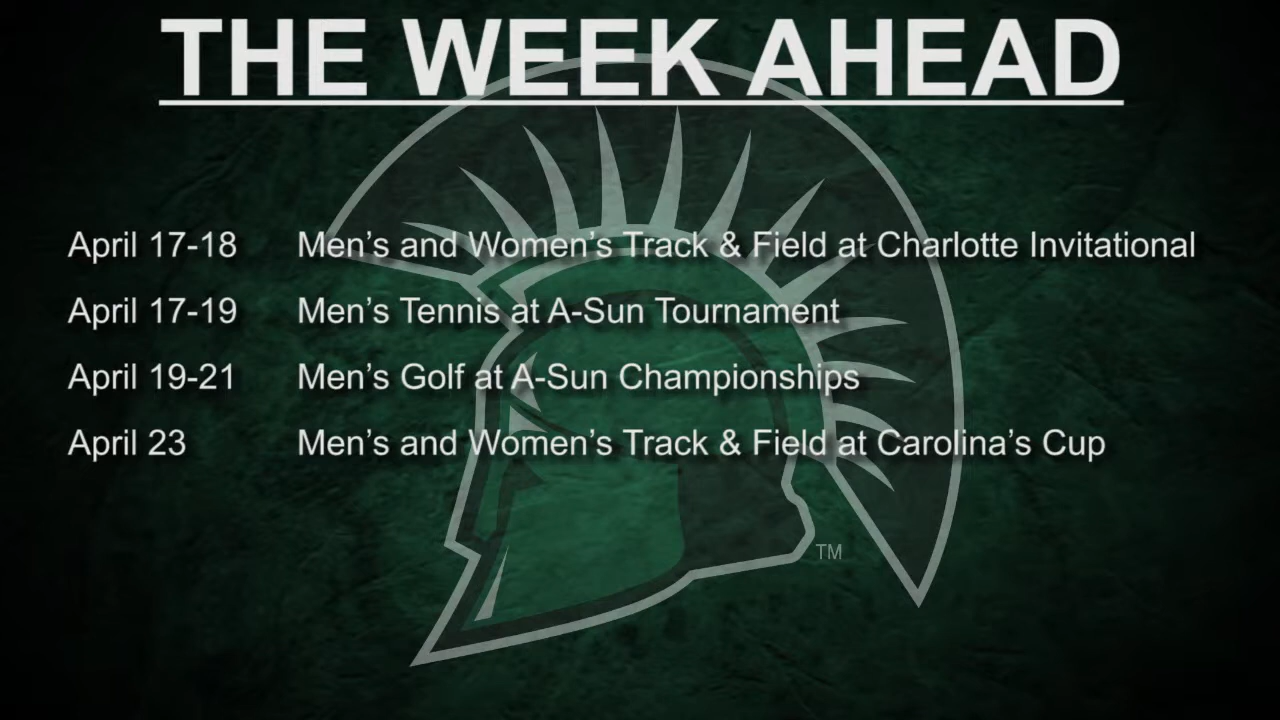 THE WEEK AHEAD
April 17-18 Men's and Women's Track & Field at Charlotte Invitational
April 17-19 Men's Tennis at A-Sun Tournament
April 19-21 Men's Golf at A-Sun Championships
April 23 Men's and Women's Track & Field at Carolina's Cup
TM